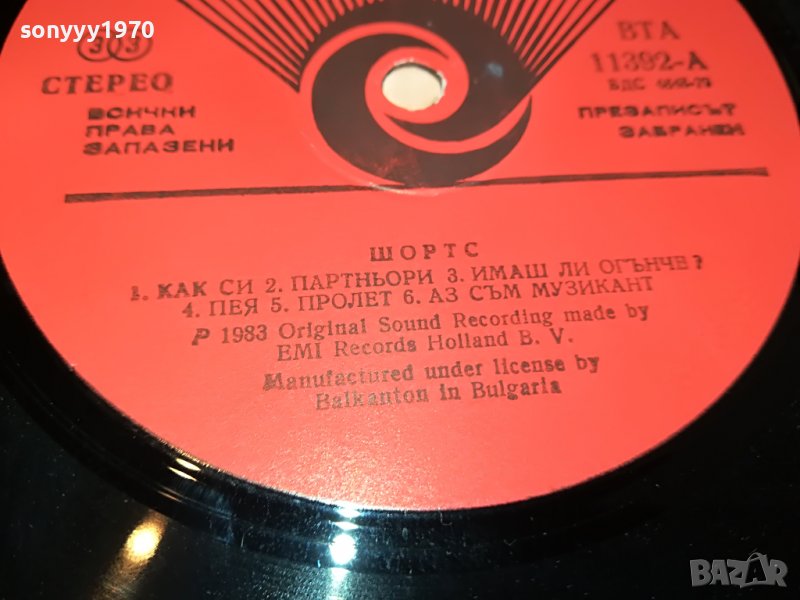 sonyyy1970
33
СТЕРЕО
ВСИЧКИ
ПРАВА
ЗАПАЗЕНИ
ВТА
11392-А
БДС
ПРЕЗАПИСЪТ
ЗАБРАНЕН
ШОРТС
1. КАК СИ 2. ПАРТНЬОРИ 3. ИМАШ ЛИ ОГЪНЧЕ?
4. ПЕЯ 5. ПРОЛЕТ 6. АЗ СЪМ МУЗИКАНТ
P 1983 Original Sound Recording made by
EMI Records Holland B. V.
Manufactured under license by
Balkanton in Bulgaria
BAZAR